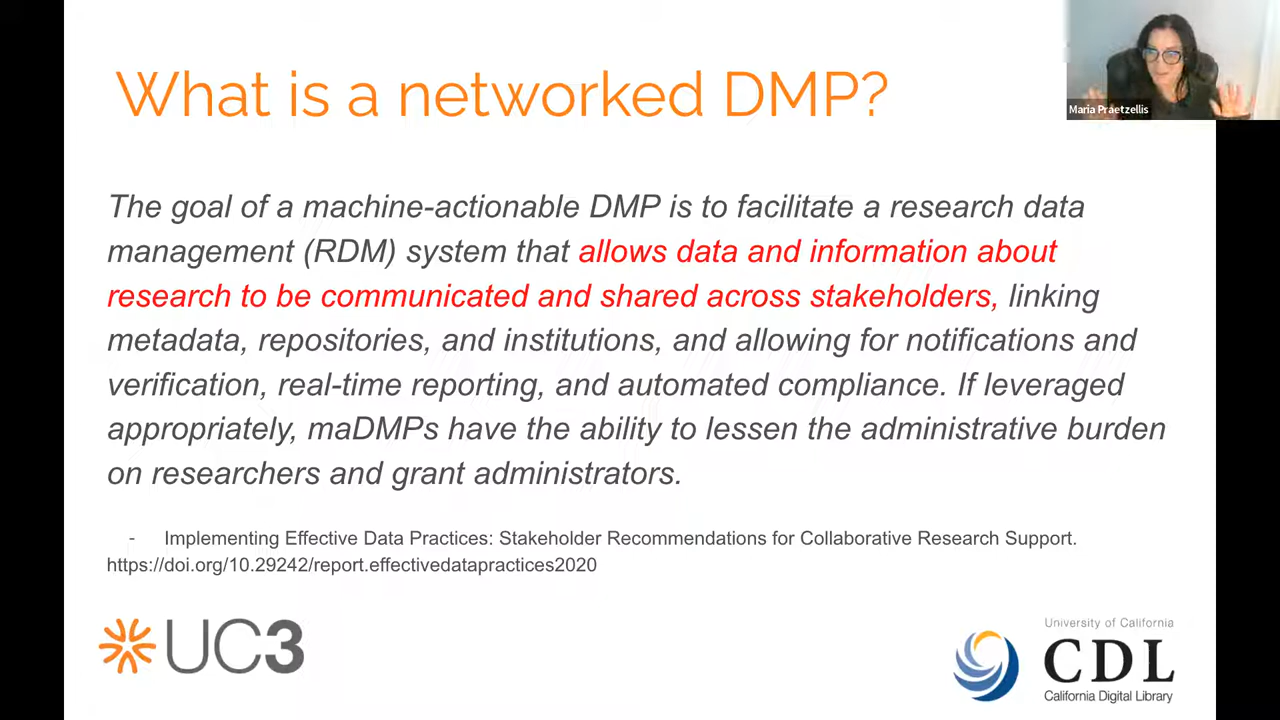 What is a networked DMP?
Maria Praetzellis
The goal of a machine-actionable DMP is to facilitate a research data
management (RDM) system that allows data and information about
research to be communicated and shared across stakeholders, linking
metadata, repositories, and institutions, and allowing for notifications and
verification, real-time reporting, and automated compliance. If leveraged
appropriately, maDMPs have the ability to lessen the administrative burden
on researchers and grant administrators.
- Implementing Effective Data Practices: Stakeholder Recommendations for Collaborative Research Support.
https://doi.org/10.29242/report.effectivedatapractices2020
UC3
University of California
CDL
California Digital Library